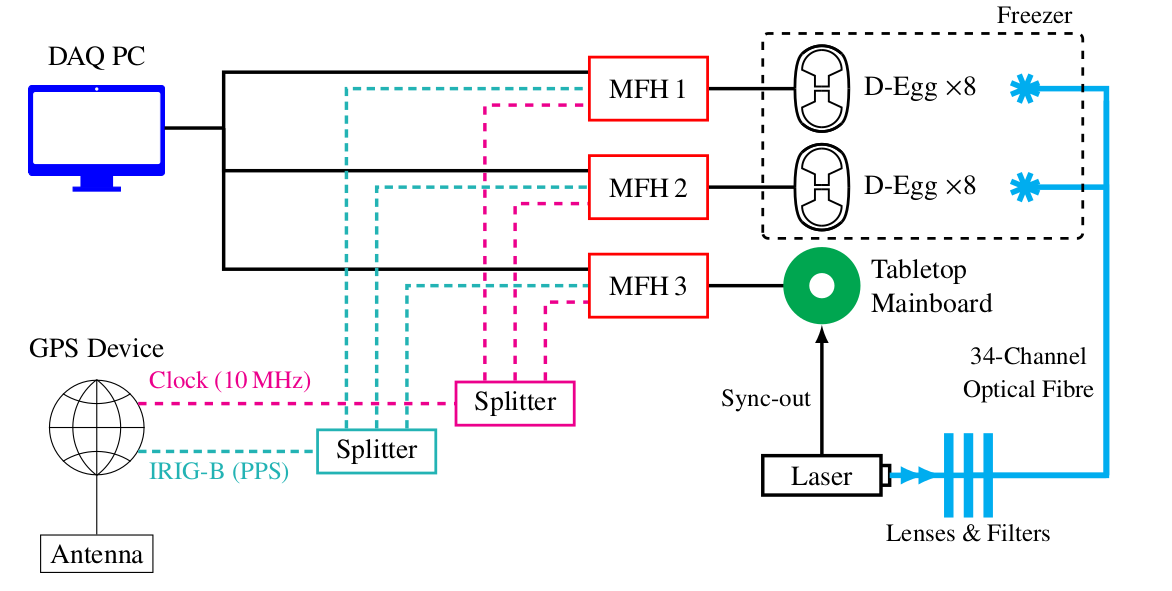 Freezer
DAQ PC
MFH 1
D-Egg ×8
MFH 2
D-Egg ×8
MFH 3
Tabletop
Mainboard
GPS Device
34-Channel
Optical Fibre
Clock (10 MHz)
Splitter
Sync-out
Splitter
IRIG-B (PPS)
Laser
Lenses & Filters
Antenna